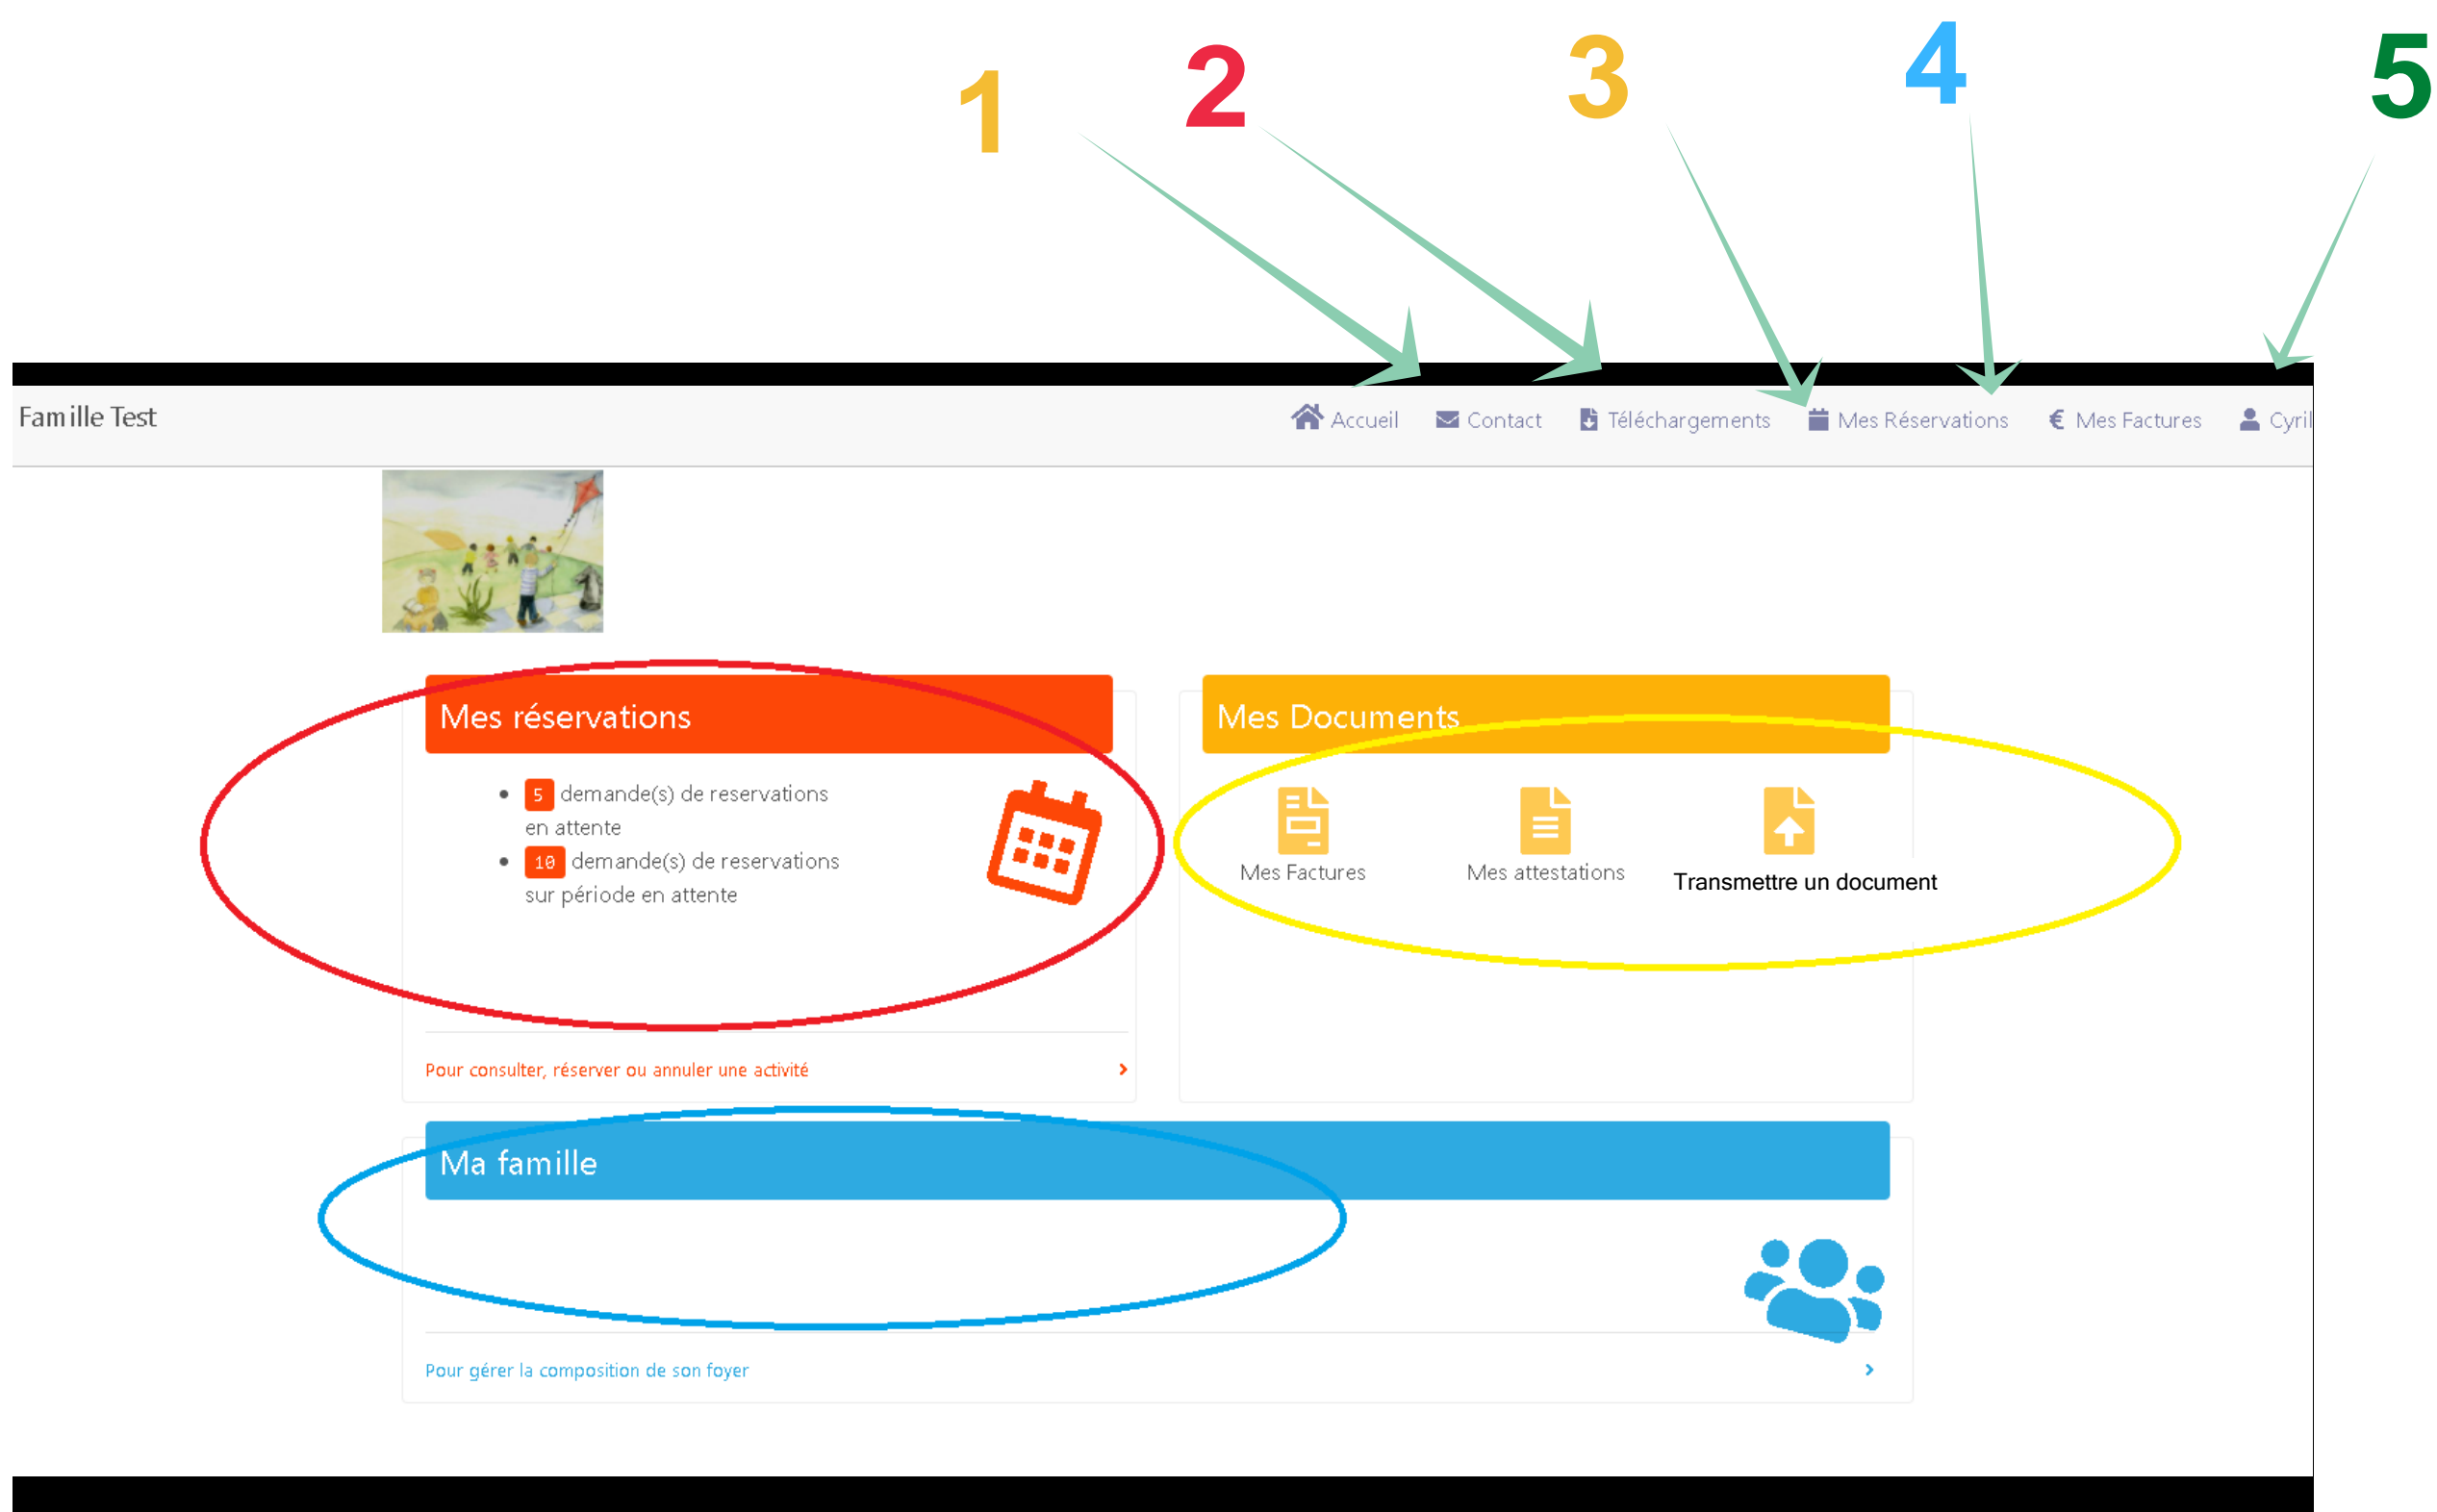 1 2 3 4 5
Famille Test Accueil Contact Téléchargements Mes Réservations € Mes Factures Cyril
Mes réservations
5 demande(s) de reservations
en attente
10 demande(s) de reservations
sur période en attente
Pour consulter, réserver ou annuler une activité
Mes Documents
Mes Factures Mes attestations Transmettre un document
Ma famille
Pour gérer la composition de son foyer